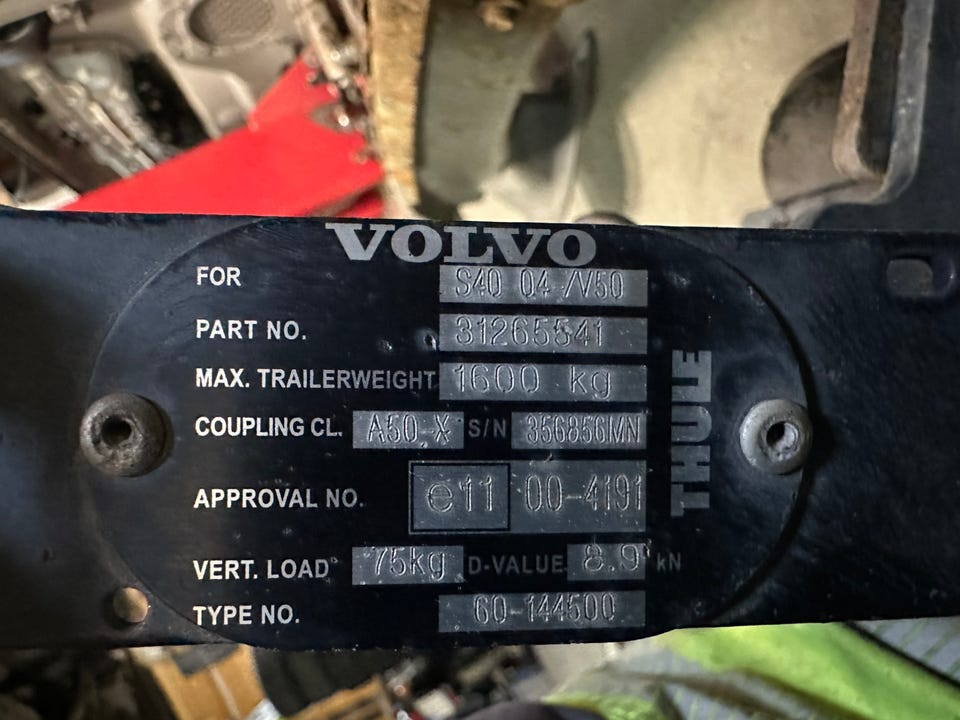 VOLVO
FOR S40 04-/V50
PART NO. 31265541
MAX. TRAILERWEIGHT 1600 kg
COUPLING CL. A50-X S/N 356856MN
APPROVAL NO. e11 00-4191
VERT. LOAD 75kg D-VALUE 8.9 kN
TYPE NO. 60-144500
THULE